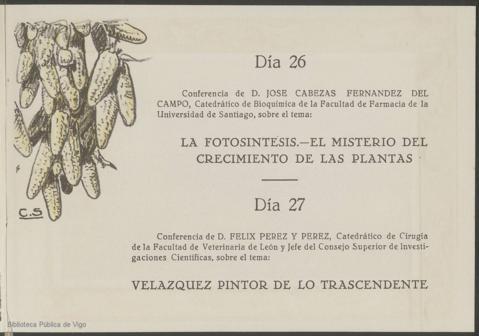 Día 26
Conferencia de D. JOSE CABEZAS FERNANDEZ DEL
CAMPO, Catedrático de Bioquímica de la Facultad de Farmacia de la
Universidad de Santiago, sobre el tema:
LA FOTOSINTESIS.—EL MISTERIO DEL
CRECIMIENTO DE LAS PLANTAS
Día 27
Conferencia de D. FELIX PEREZ Y PEREZ, Catedrático de Cirugía
de la Facultad de Veterinaria de León y Jefe del Consejo Superior de Investi-
gaciones Científicas, sobre el tema:
VELAZQUEZ PINTOR DE LO TRASCENDENTE
C.S
Biblioteca Pública de Vigo